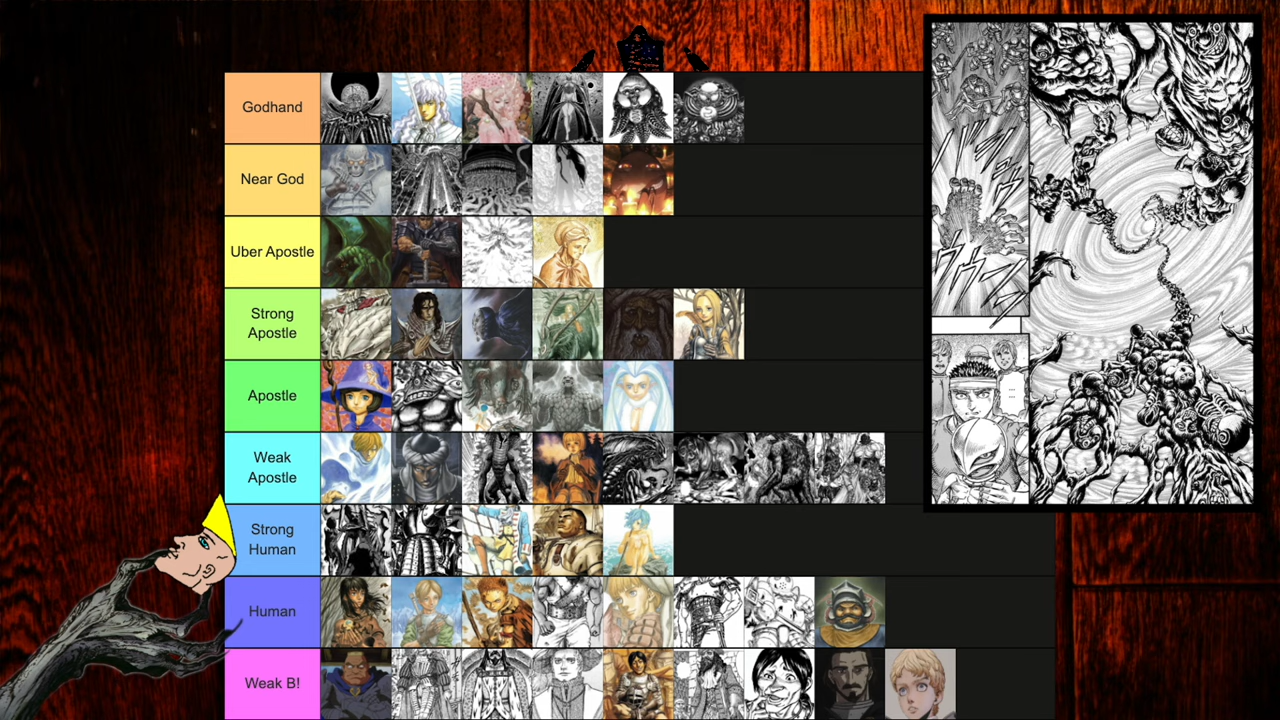 Godhand
Near God
Uber Apostle
Strong
Apostle
Apostle
Weak
Apostle
Strong
Human
Human
Weak B!